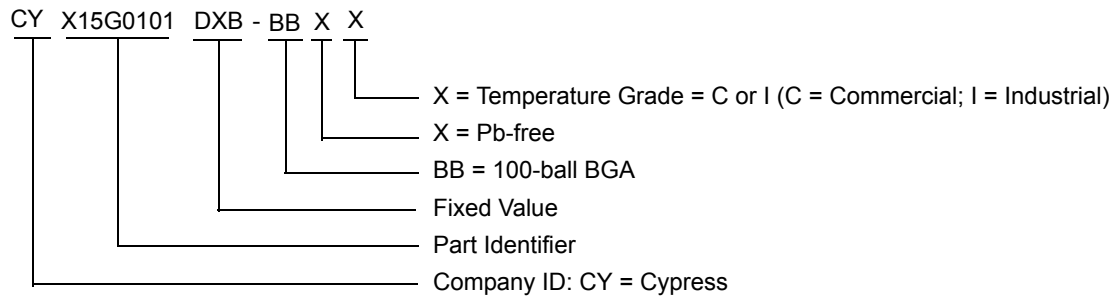 CY X15G0101 DXB - BB X X
X = Temperature Grade = C or I (C = Commercial; I = Industrial)
X = Pb-free
BB = 100-ball BGA
Fixed Value
Part Identifier
Company ID: CY = Cypress